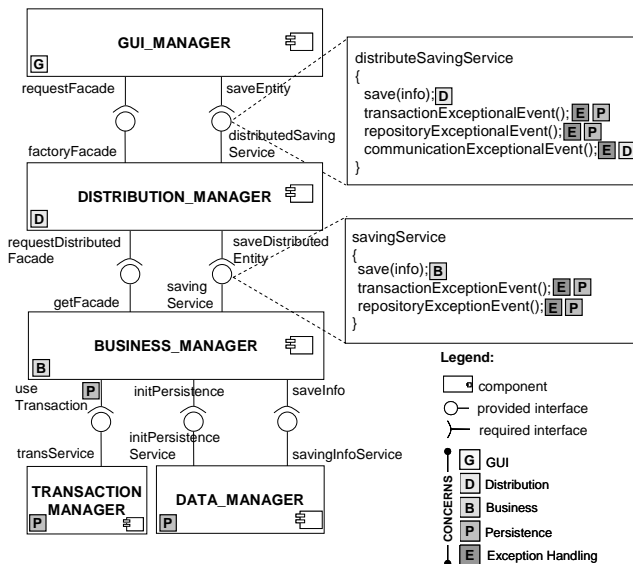 GUI_MANAGER
G
requestFacade
saveEntity
factoryFacade
distributedSaving
Service
distributeSavingService
{
save(info); D
transactionExceptionalEvent(); E P
repositoryExceptionalEvent(); E P
communicationExceptionalEvent(); E D
}
DISTRIBUTION_MANAGER
D
requestDistributed
Facade
saveDistributed
Entity
getFacade
saving
Service
savingService
{
save(info); B
transactionExceptionEvent(); E P
repositoryExceptionEvent(); E P
}
BUSINESS_MANAGER
B
use
Transaction
P
initPersistence
saveInfo
transService
initPersistence
Service
savingInfoService
TRANSACTION
MANAGER
P
DATA_MANAGER
P
Legend:
component
provided interface
required interface
CONCERNS
G GUI
D Distribution
B Business
P Persistence
E Exception Handling